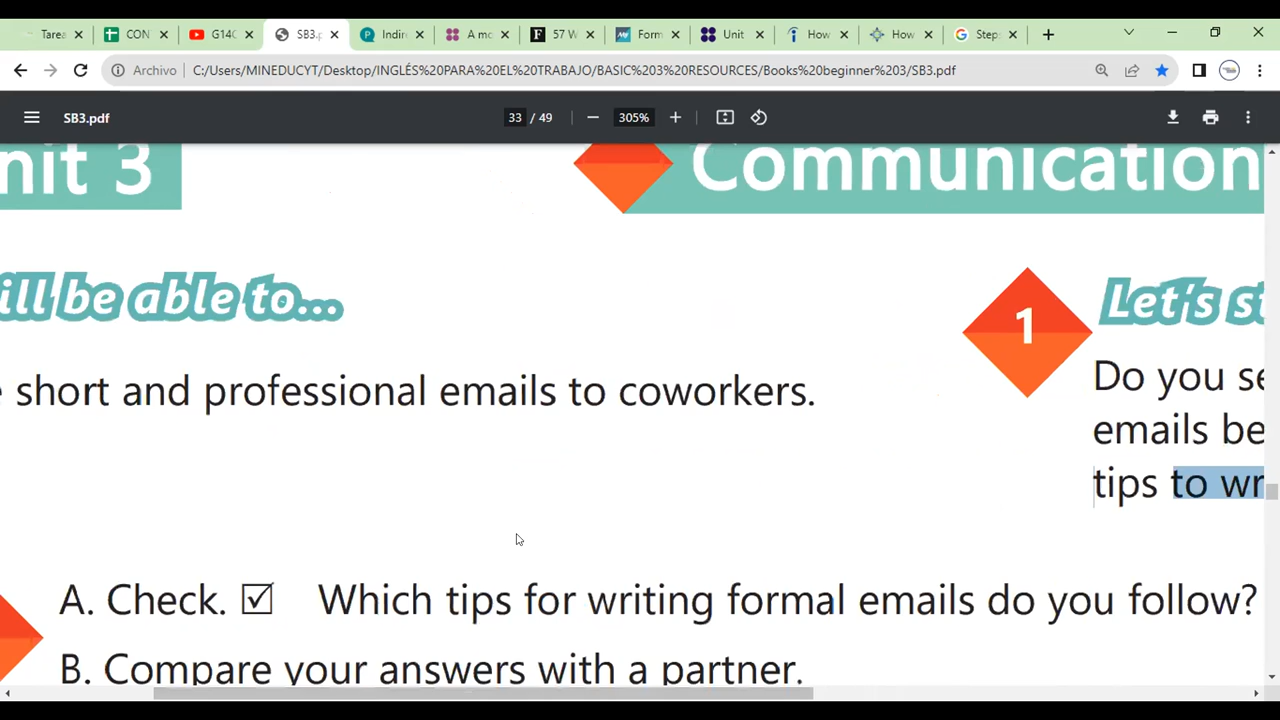 Tarea
CON
G14C
SB3.p
Indire
A mo
57 W
Form
Unit
How
How
Step:
Archivo C:/Users/MINEDUCYT/Desktop/INGLÉS%20PARA%20EL%20TRABAJO/BASIC%203%20RESOURCES/Books%20beginner%203/SB3.pdf
SB3.pdf
33 / 49
305%
nit 3
Communication
ill be able to...
1
Let's st
short and professional emails to coworkers.
Do you se
emails be
tips to wr
A. Check. ☑ Which tips for writing formal emails do you follow?
B. Compare your answers with a partner.